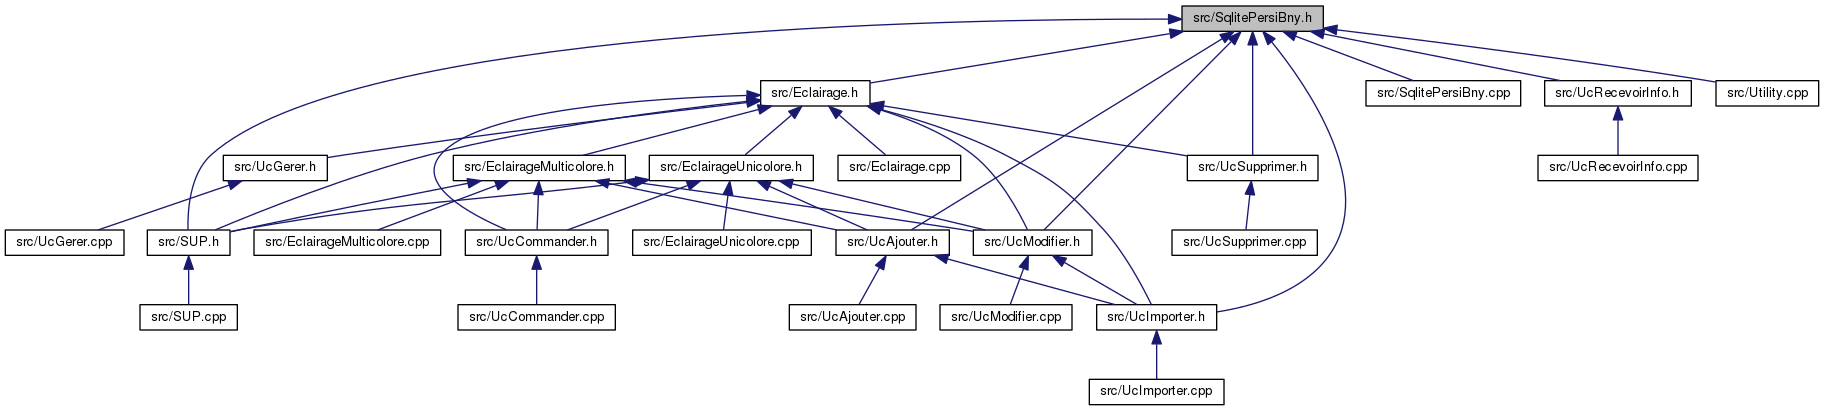 src/SqlitePersiBny.h
src/Eclairage.h
src/SqlitePersiBny.cpp
src/UcRecevoirInfo.h
src/Utility.cpp
src/UcGerer.h
src/EclairageMulticolore.h
src/EclairageUnicolore.h
src/Eclairage.cpp
src/UcSupprimer.h
src/UcRecevoirInfo.cpp
src/UcGerer.cpp
src/SUP.h
src/EclairageMulticolore.cpp
src/UcCommander.h
src/EclairageUnicolore.cpp
src/UcAjouter.h
src/UcModifier.h
src/UcSupprimer.cpp
src/SUP.cpp
src/UcCommander.cpp
src/UcAjouter.cpp
src/UcModifier.cpp
src/UcImporter.h
src/UcImporter.cpp